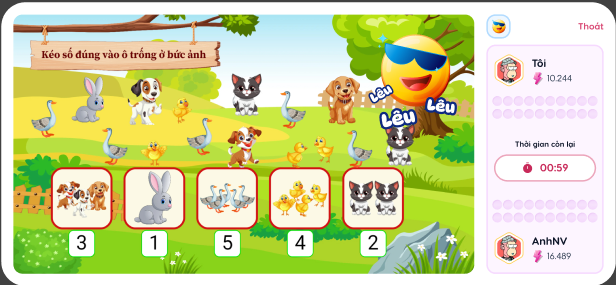 Kéo số đúng vào ô trống ở bức ảnh
Lêu
Lêu
Lêu
3
1
5
4
2
Thoát
Tôi
10.244
Thời gian còn lại
00:59
AnhNV
16.489